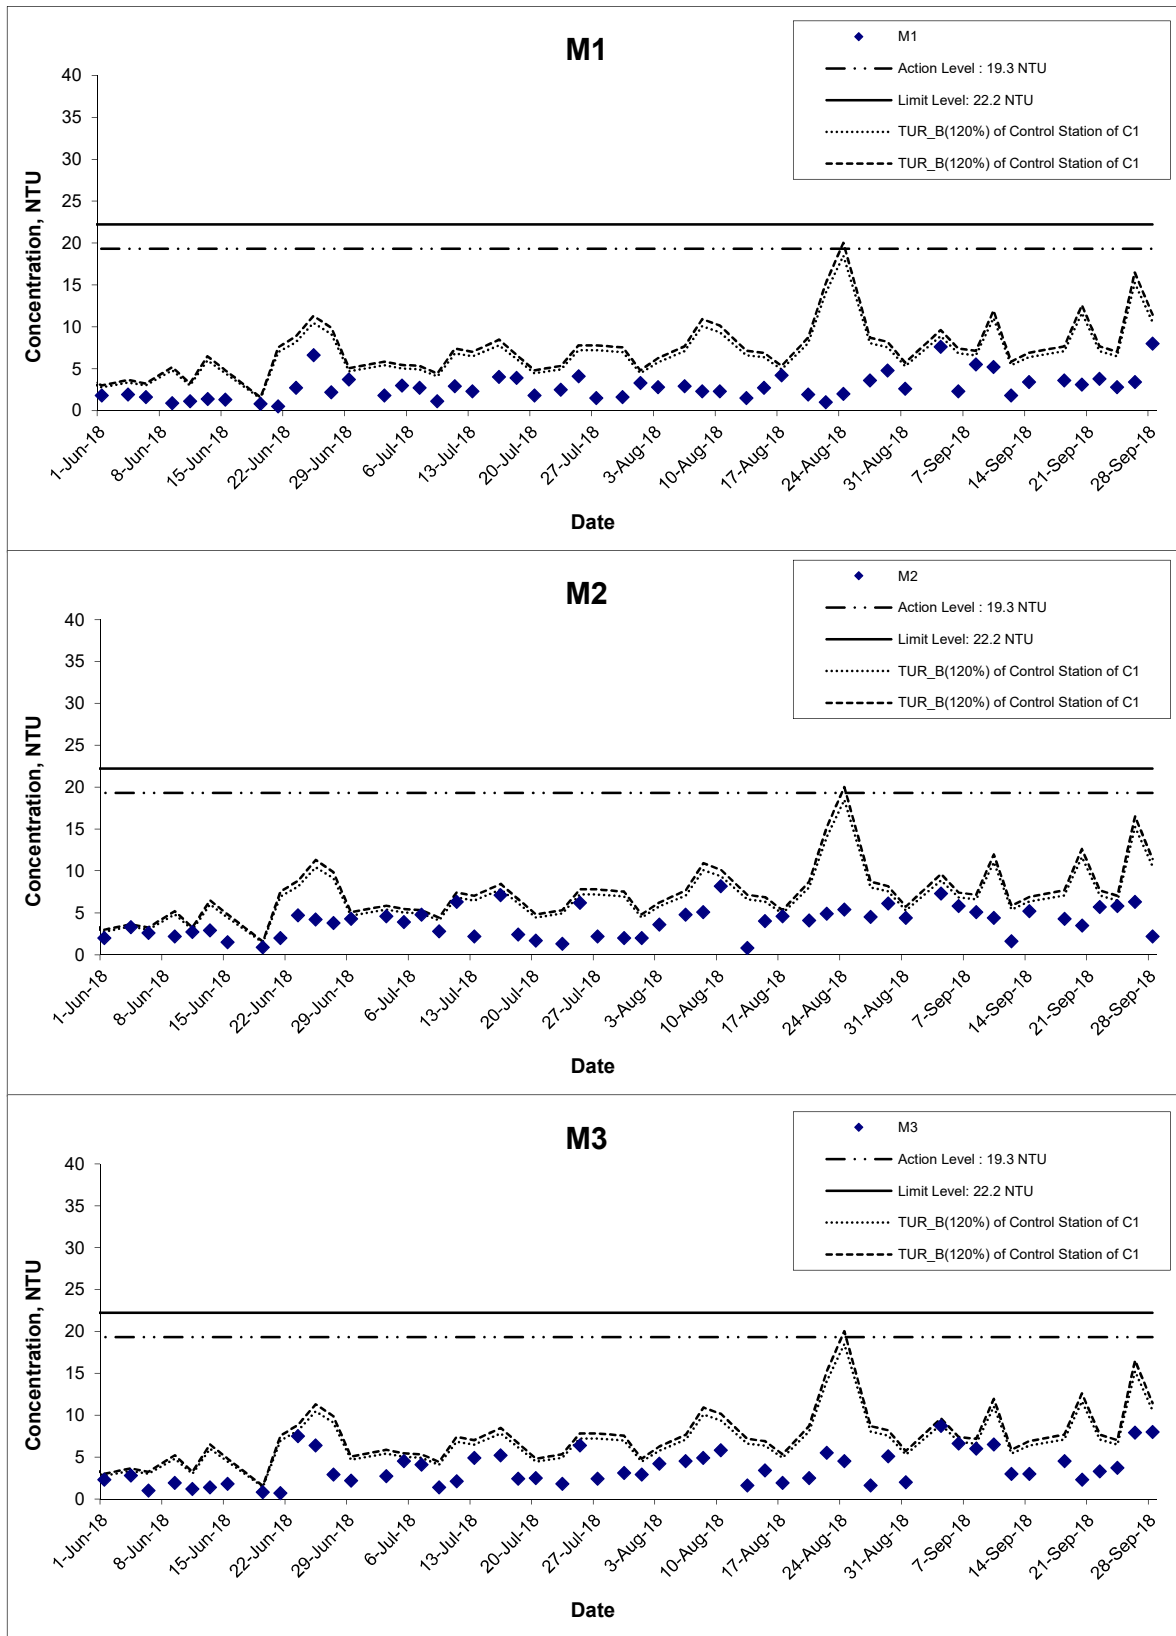 M1
M1
Action Level : 19.3 NTU
Limit Level: 22.2 NTU
TUR_B(120%) of Control Station of C1
TUR_B(120%) of Control Station of C1
Concentration, NTU
40
35
30
25
20
15
10
5
0
1-Jun-18
8-Jun-18
15-Jun-18
22-Jun-18
29-Jun-18
6-Jul-18
13-Jul-18
20-Jul-18
27-Jul-18
3-Aug-18
10-Aug-18
17-Aug-18
24-Aug-18
31-Aug-18
7-Sep-18
14-Sep-18
21-Sep-18
28-Sep-18
Date
M2
M2
Action Level : 19.3 NTU
Limit Level: 22.2 NTU
TUR_B(120%) of Control Station of C1
TUR_B(120%) of Control Station of C1
Concentration, NTU
40
35
30
25
20
15
10
5
0
1-Jun-18
8-Jun-18
15-Jun-18
22-Jun-18
29-Jun-18
6-Jul-18
13-Jul-18
20-Jul-18
27-Jul-18
3-Aug-18
10-Aug-18
17-Aug-18
24-Aug-18
31-Aug-18
7-Sep-18
14-Sep-18
21-Sep-18
28-Sep-18
Date
M3
M3
Action Level : 19.3 NTU
Limit Level: 22.2 NTU
TUR_B(120%) of Control Station of C1
TUR_B(120%) of Control Station of C1
Concentration, NTU
40
35
30
25
20
15
10
5
0
1-Jun-18
8-Jun-18
15-Jun-18
22-Jun-18
29-Jun-18
6-Jul-18
13-Jul-18
20-Jul-18
27-Jul-18
3-Aug-18
10-Aug-18
17-Aug-18
24-Aug-18
31-Aug-18
7-Sep-18
14-Sep-18
21-Sep-18
28-Sep-18
Date